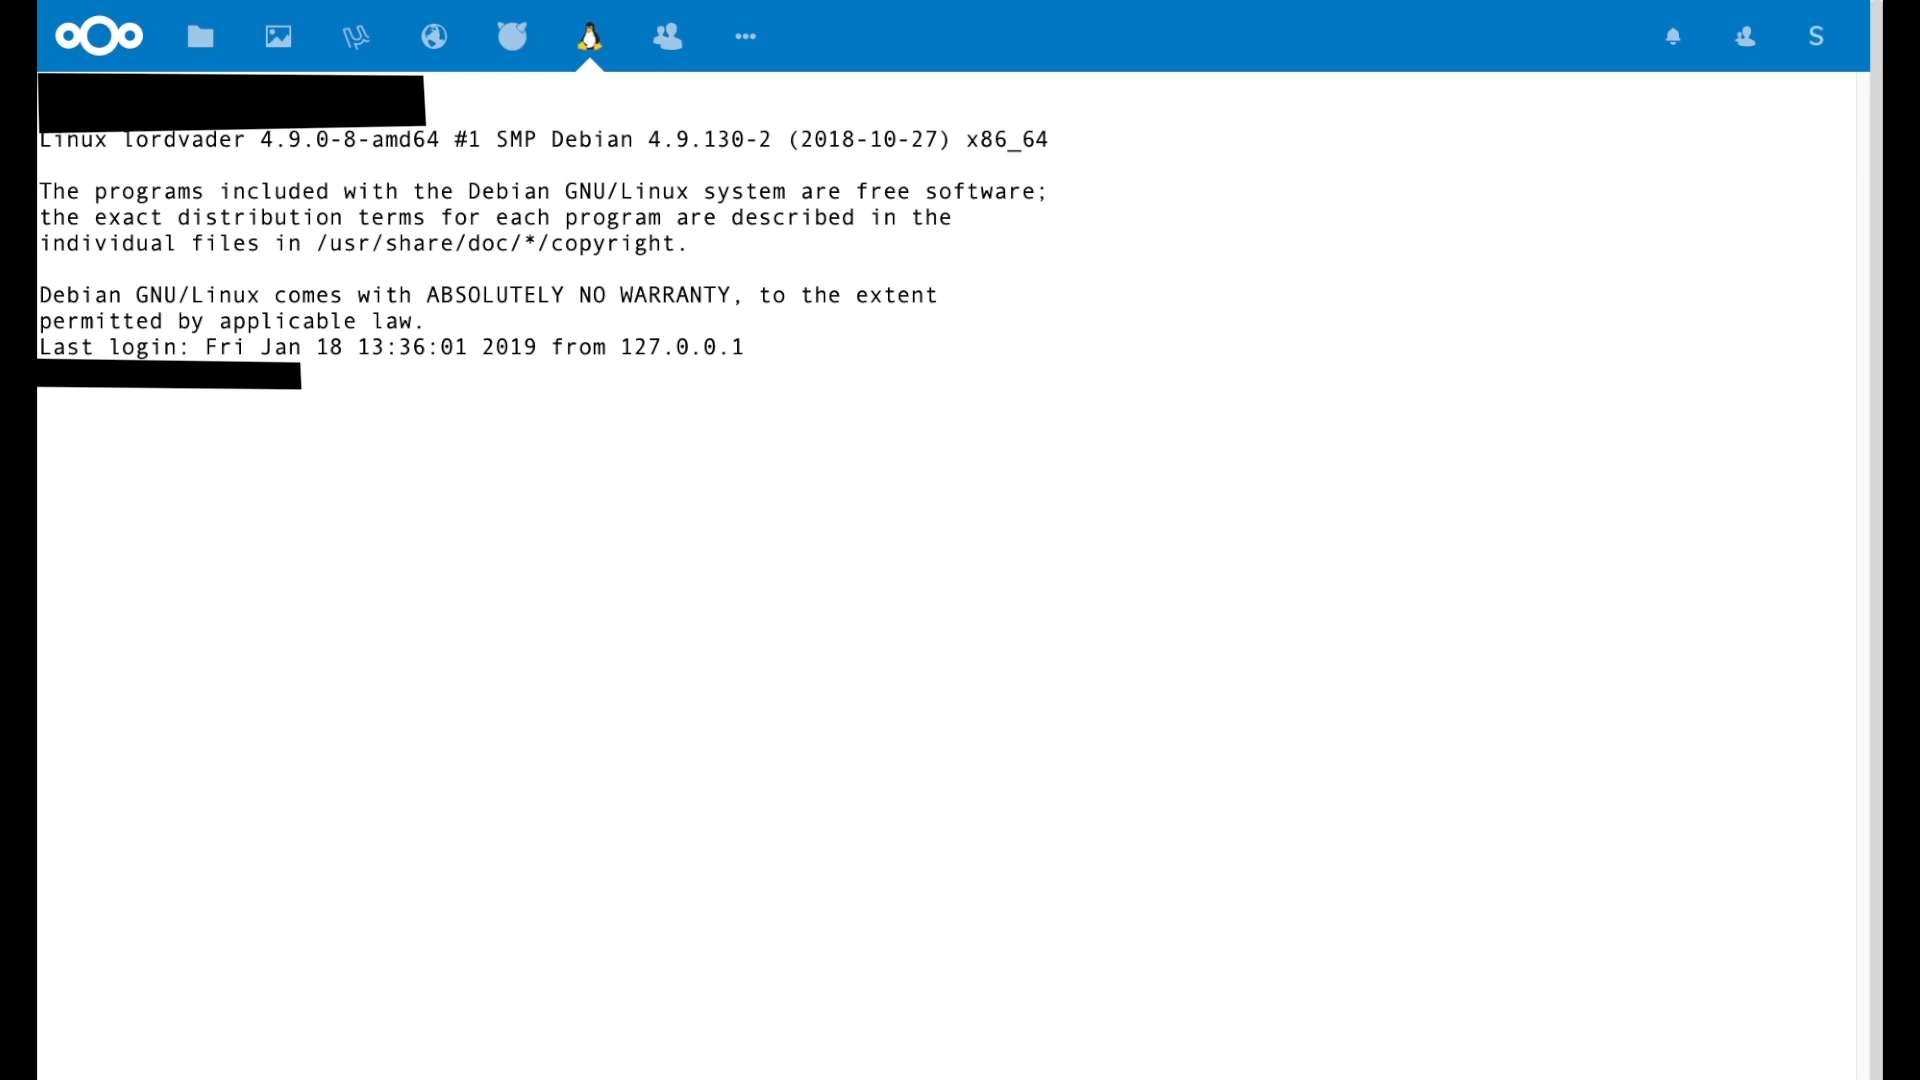 S
Linux lordvader 4.9.0-8-amd64 #1 SMP Debian 4.9.130-2 (2018-10-27) x86_64
The programs included with the Debian GNU/Linux system are free software;
the exact distribution terms for each program are described in the
individual files in /usr/share/doc/*/copyright.
Debian GNU/Linux comes with ABSOLUTELY NO WARRANTY, to the extent
permitted by applicable law.
Last login: Fri Jan 18 13:36:01 2019 from 127.0.0.1